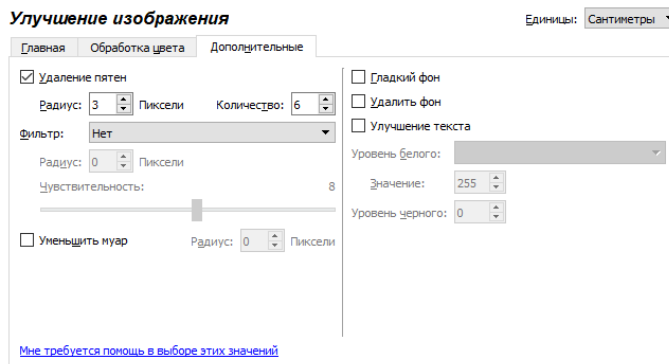 Улучшение изображения
Единицы: Сантиметры
Главная Обработка цвета Дополнительные
Удаление пятен
Радиус: 3 Пиксели Количество: 6
Фильтр: Нет
Радиус: 0 Пиксели
Чувствительность: 8
Уменьшить муар Радиус: 0 Пиксели
Гладкий фон
Удалить фон
Улучшение текста
Уровень белого:
Значение: 255
Уровень черного: 0
Мне требуется помощь в выборе этих значений